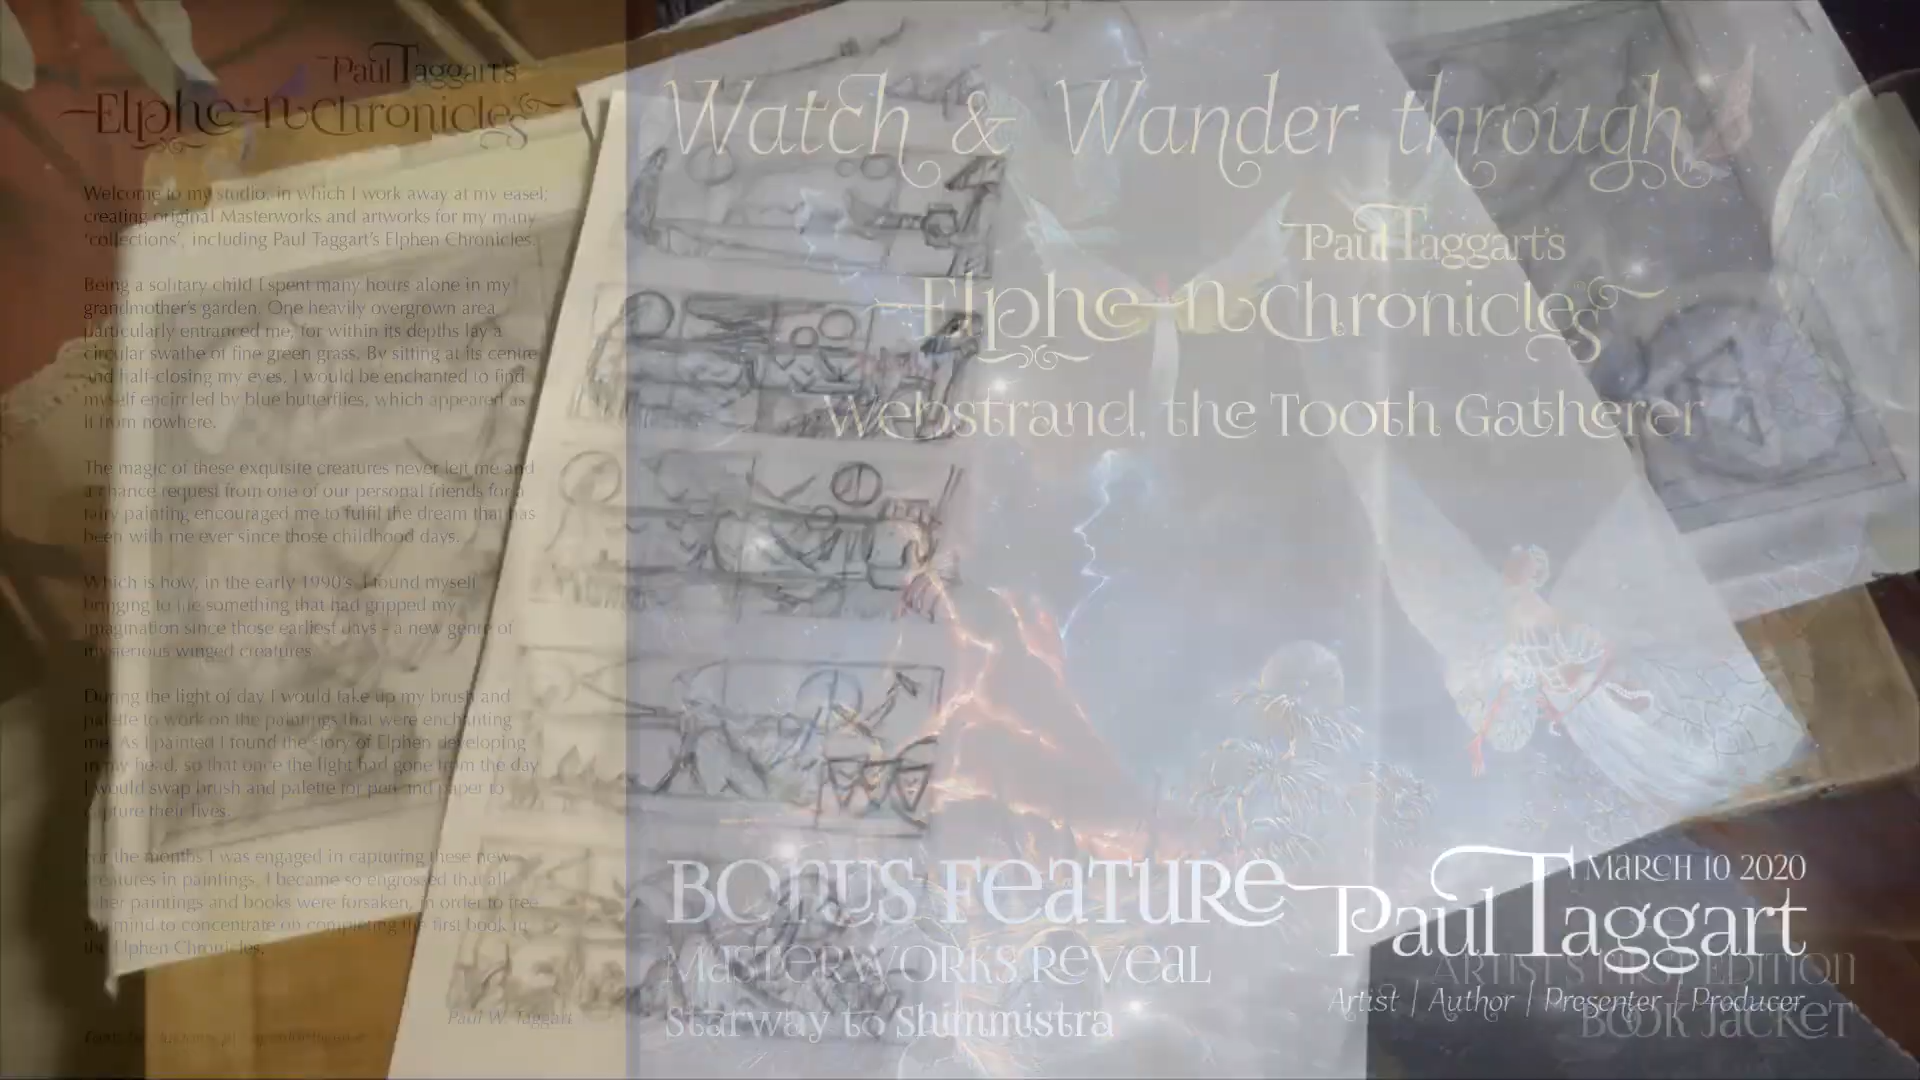 Paul Taggart's
Elphen Chronicles
Welcome to my studio, in which I work away at my easel;
creating original Masterworks and artworks for my many
'collections', including Paul Taggart's Elphen Chronicles.
Being a solitary child I spent many hours alone in my
grandmother's garden. One heavily overgrown area
particularly entranced me, for within its depths lay a
circular swathe of fine green grass. By sitting at its centre
and half-closing my eyes, I would be enchanted to find
myself encircled by blue butterflies, which appeared as
if from nowhere.
The magic of these exquisite creatures never left me and
a chance request from one of our personal friends for a
fairy painting encouraged me to fulfil the dream that has
been with me ever since those childhood days.
Which is how, in the early 1990's, I found myself
bringing to life something that had gripped my
imagination since those earliest days - a new genre of
mysterious winged creatures.
During the light of day I would take up my brush and
palette to work on the paintings that were enchanting
me. As I painted I found the story of Elphen developing
in my head, so that once the light had gone from the day
I would swap brush and palette for pen and paper to
capture their lives.
For the months I was engaged in capturing these new
creatures in paintings, I became so engrossed that all
other paintings and books were forsaken, in order to free
my mind to concentrate on completing the first book in
the Elphen Chronicles.
Paul W. Taggart
Watch & Wander through
Paul Taggart's
Elphen Chronicles
Webstrand, the Tooth Gatherer
BONUS FEATURE
MASTERWORKS REVEAL
Starway to Shimmistra
MARCH 10 2020
Paul Taggart
Artist | Author | Presenter | Producer
ARTIST'S FIRST EDITION
BOOK JACKET